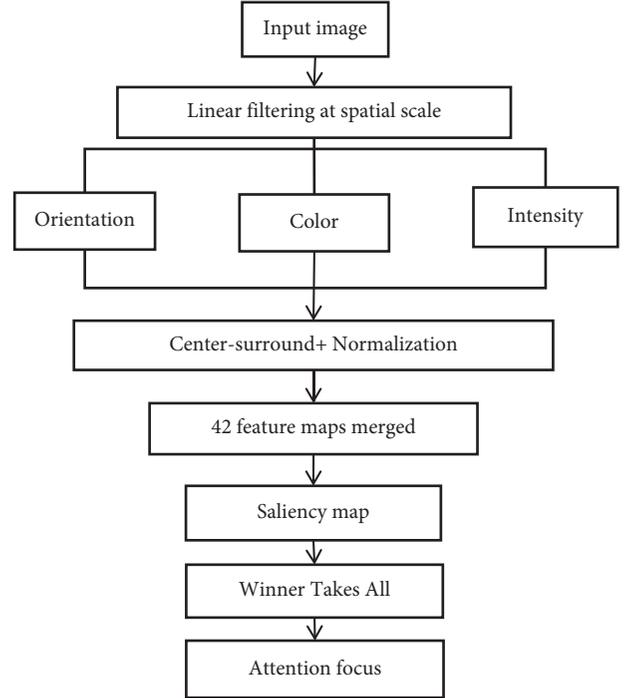 Input image
Linear filtering at spatial scale
Orientation
Color
Intensity
Center-surround+ Normalization
42 feature maps merged
Saliency map
Winner Takes All
Attention focus